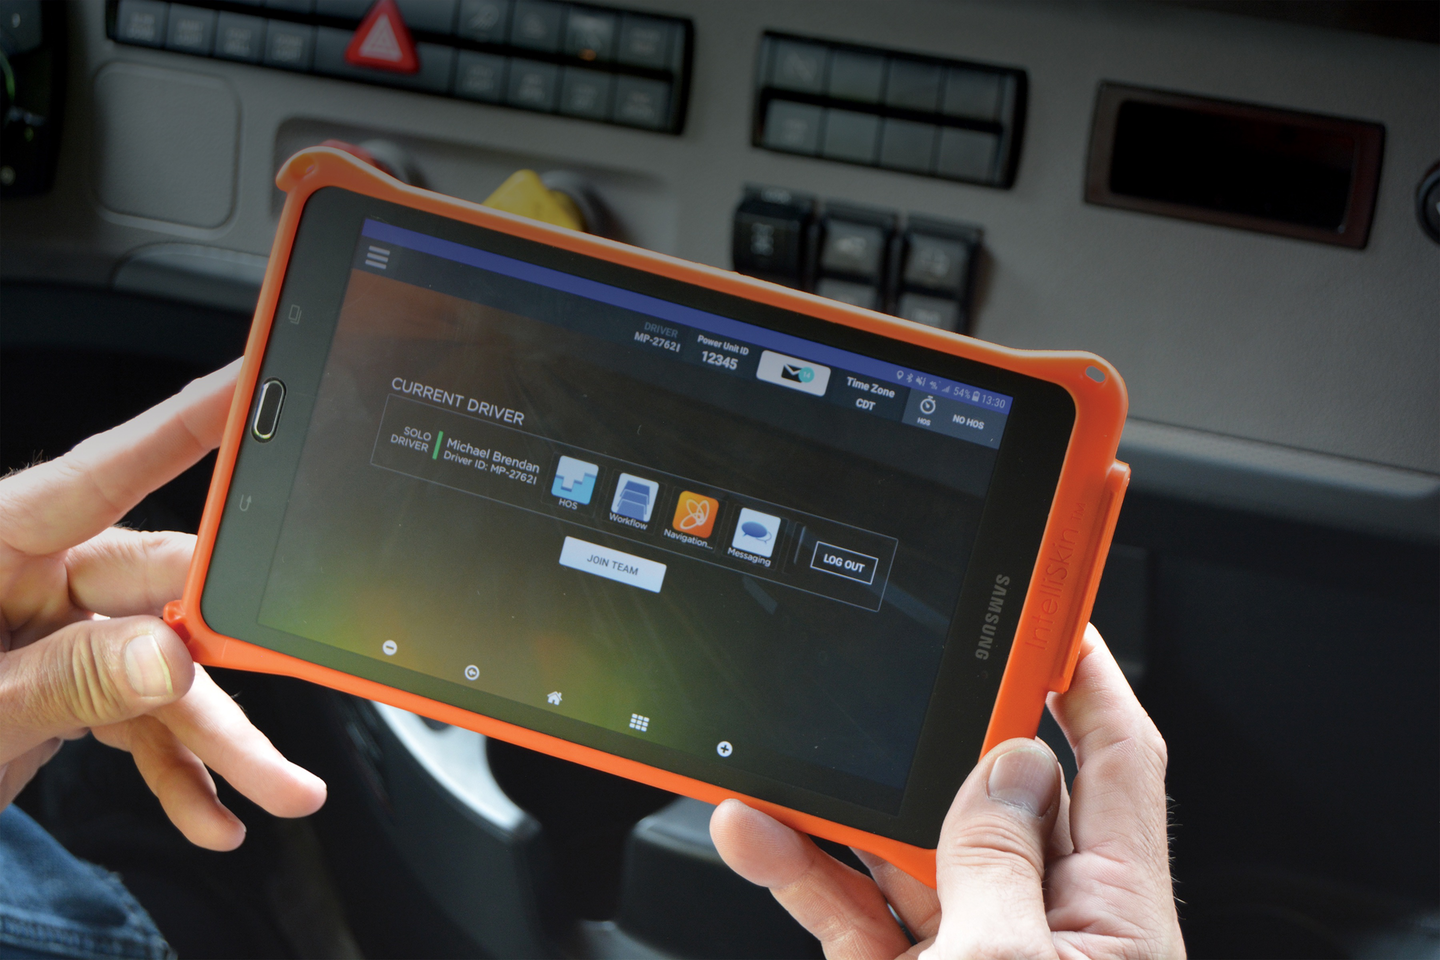 54% 13:30
DRIVER
MP-27621
Power Unit ID
12345
Time Zone
CDT
HOS
NO HOS
CURRENT DRIVER
SOLO
DRIVER
Michael Brendan
Driver ID: MP-27621
HOS
Workflow
Navigation...
Messaging
LOG OUT
JOIN TEAM
SAMSUNG
IntelliSkin